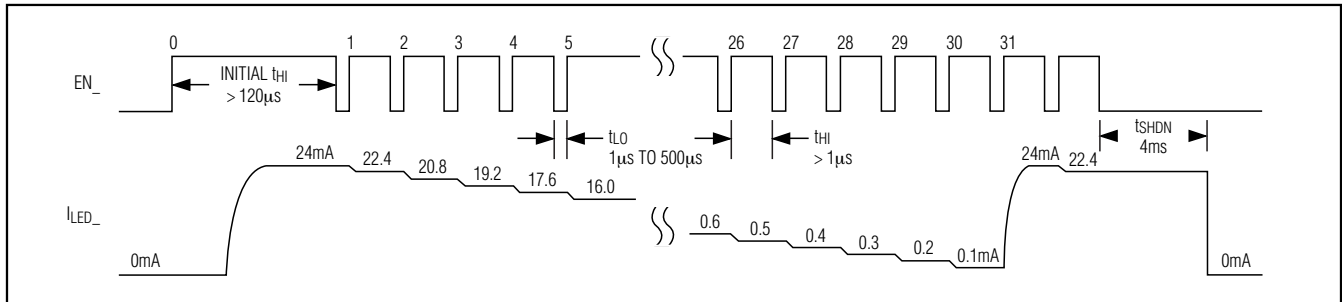 0 1 2 3 4 5 26 27 28 29 30 31
EN_
INITIAL tHI
> 120µs
tLO
1µs TO 500µs
tHI
> 1µs
tSHDN
4ms
24mA 22.4 20.8 19.2 17.6 16.0
24mA 22.4
ILED_
0.6 0.5 0.4 0.3 0.2 0.1mA
0mA 0mA